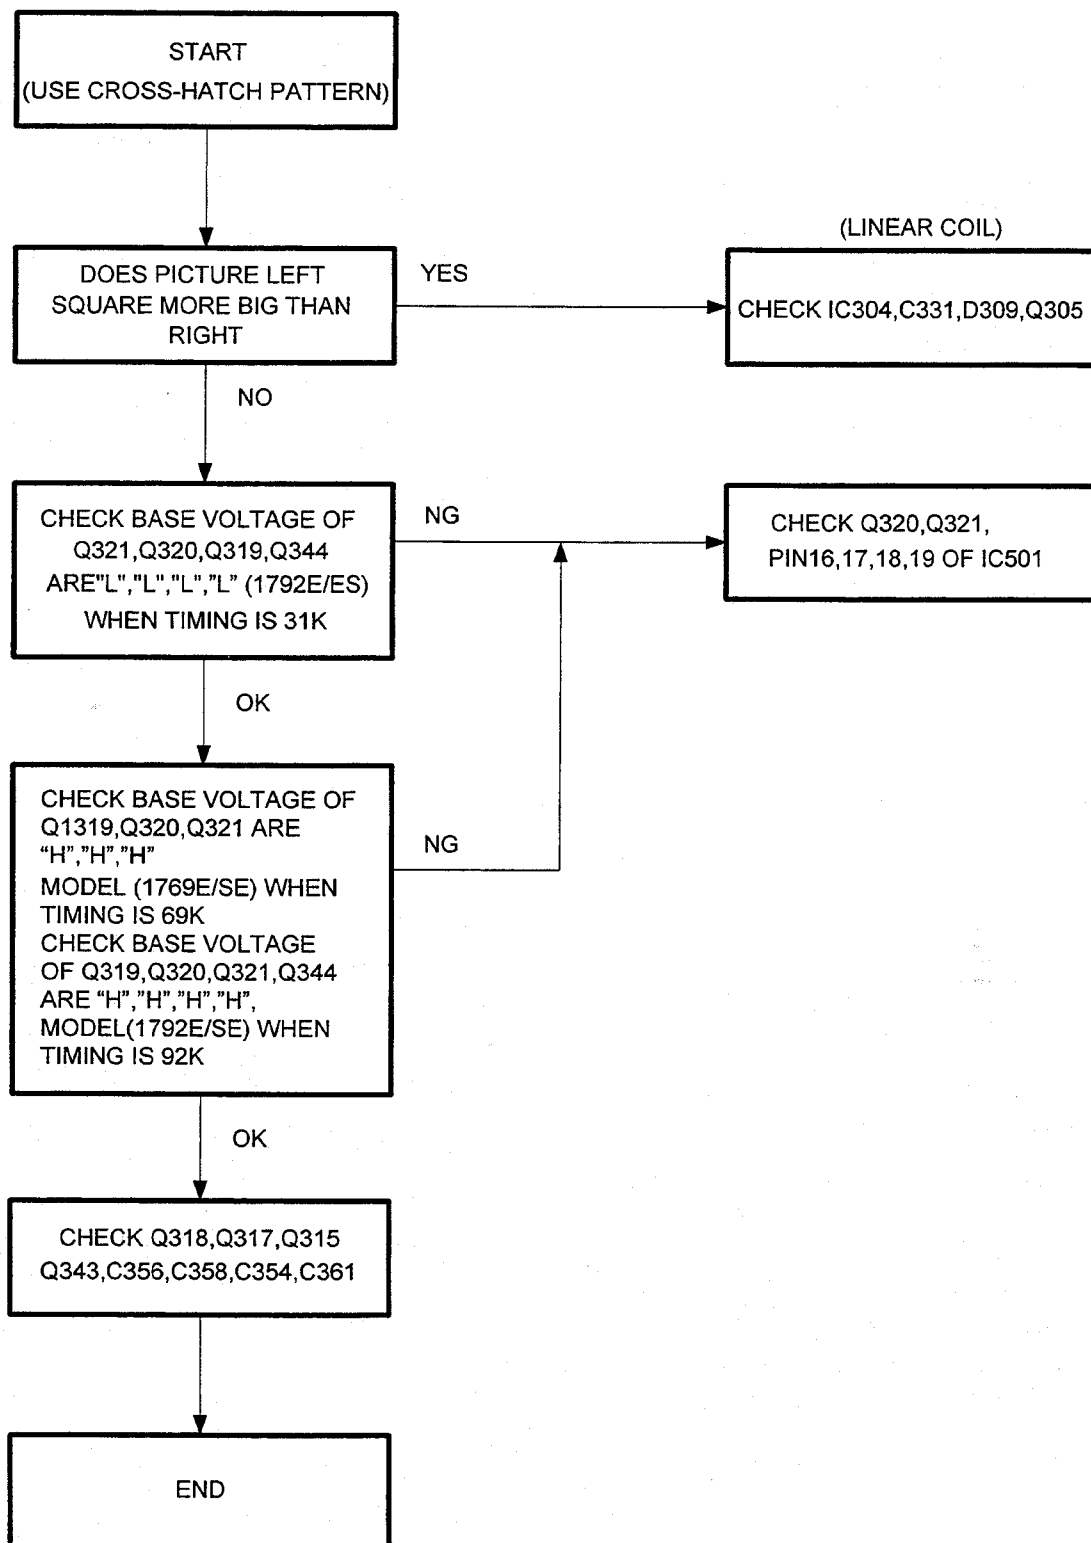 START
(USE CROSS-HATCH PATTERN)
(LINEAR COIL)
DOES PICTURE LEFT
SQUARE MORE BIG THAN
RIGHT
YES
CHECK IC304,C331,D309,Q305
NO
CHECK BASE VOLTAGE OF
Q321,Q320,Q319,Q344
ARE"L","L","L","L" (1792E/ES)
WHEN TIMING IS 31K
NG
CHECK Q320,Q321,
PIN16,17,18,19 OF IC501
OK
CHECK BASE VOLTAGE OF
Q1319,Q320,Q321 ARE
“H”,”H”,”H”
MODEL (1769E/SE) WHEN
TIMING IS 69K
CHECK BASE VOLTAGE
OF Q319,Q320,Q321,Q344
ARE “H”,”H”,”H”,”H”,
MODEL(1792E/SE) WHEN
TIMING IS 92K
NG
OK
CHECK Q318,Q317,Q315
Q343,C356,C358,C354,C361
END